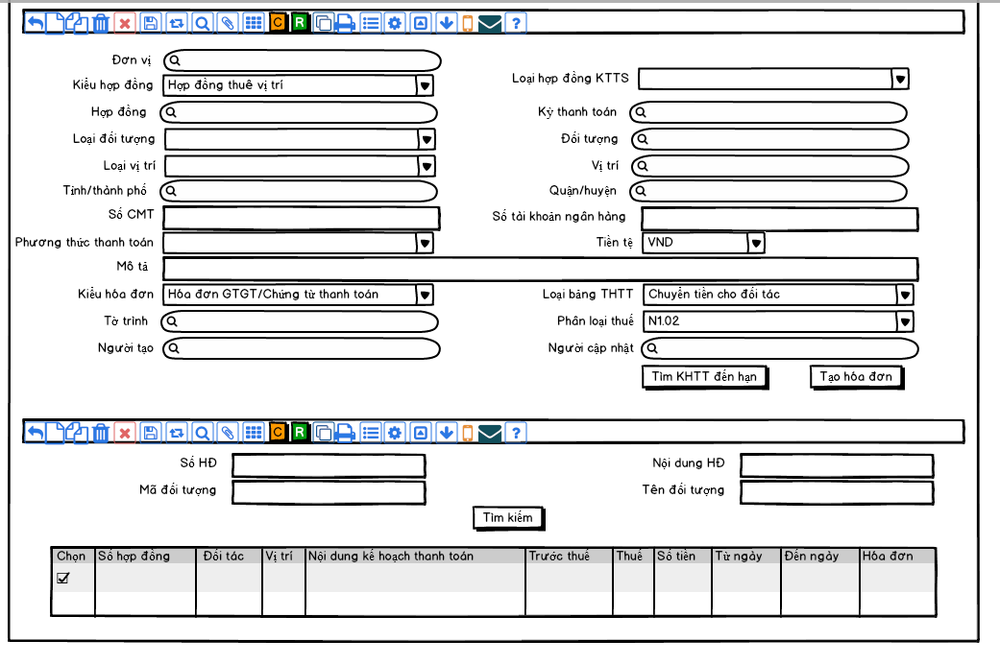 C R ?
Đơn vị
Kiểu hợp đồng Hợp đồng thuê vị trí Loại hợp đồng KTTS
Hợp đồng Kỳ thanh toán
Loại đối tượng Đối tượng
Loại vị trí Vị trí
Tỉnh/thành phố Quận/huyện
Số CMT Số tài khoản ngân hàng
Phương thức thanh toán Tiền tệ VND
Mô tả
Kiểu hóa đơn Hóa đơn GTGT/Chứng từ thanh toán Loại bảng THTT Chuyển tiền cho đối tác
Tờ trình Phân loại thuế N1.02
Người tạo Người cập nhật
Tìm KHTT đến hạn Tạo hóa đơn
C R ?
Số HĐ Nội dung HĐ
Mã đối tượng Tên đối tượng
Tìm kiếm
Chọn Số hợp đồng Đối tác Vị trí Nội dung kế hoạch thanh toán Trước thuế Thuế Số tiền Từ ngày Đến ngày Hóa đơn